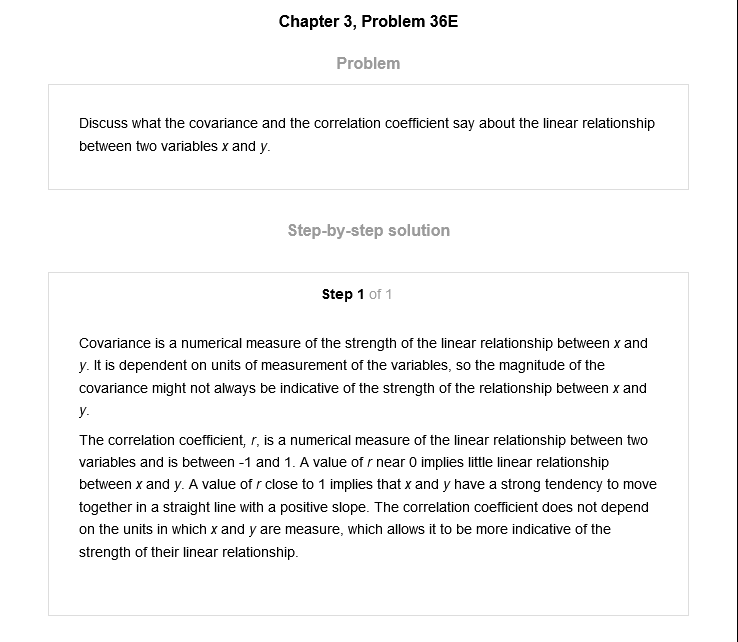 Chapter 3, Problem 36E
Problem
Discuss what the covariance and the correlation coefficient say about the linear relationship
between two variables x and y.
Step-by-step solution
Step 1 of 1
Covariance is a numerical measure of the strength of the linear relationship between x and
y. It is dependent on units of measurement of the variables, so the magnitude of the
covariance might not always be indicative of the strength of the relationship between x and
y.
The correlation coefficient, r, is a numerical measure of the linear relationship between two
variables and is between -1 and 1. A value of r near 0 implies little linear relationship
between x and y. A value of r close to 1 implies that x and y have a strong tendency to move
together in a straight line with a positive slope. The correlation coefficient does not depend
on the units in which x and y are measure, which allows it to be more indicative of the
strength of their linear relationship.